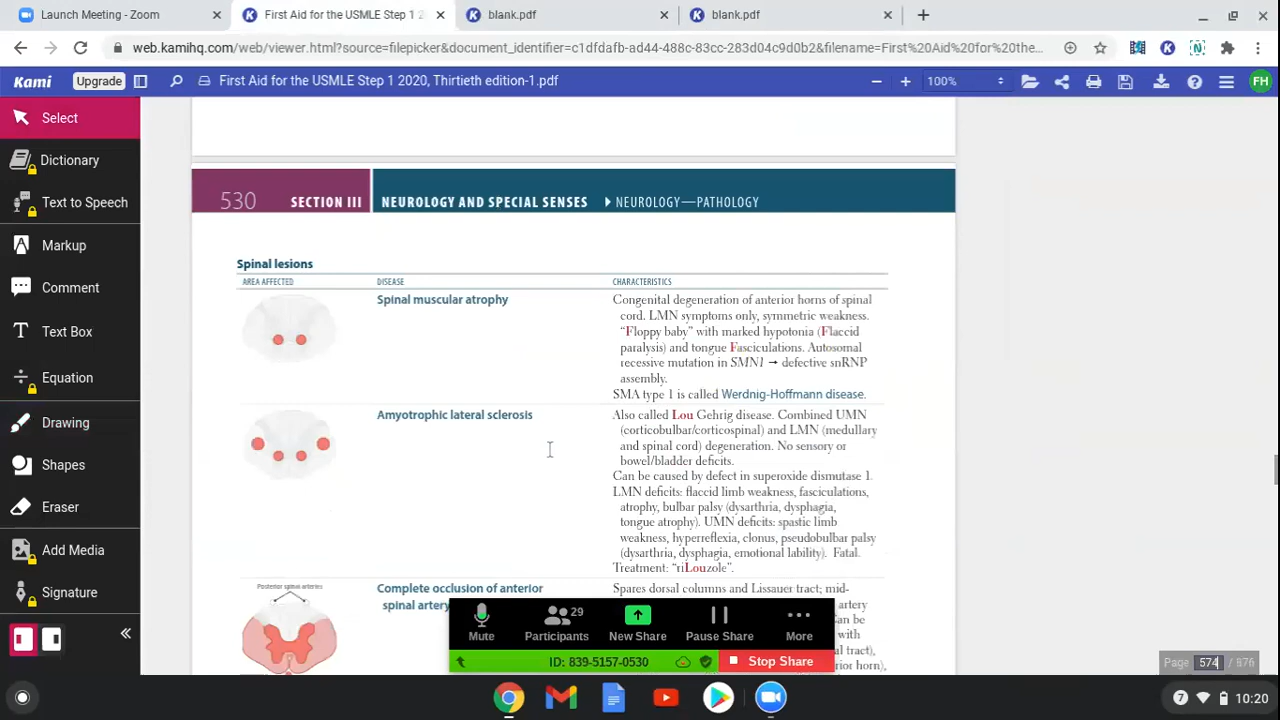 Launch Meeting - Zoom
First Aid for the USMLE Step 1 2
blank.pdf
blank.pdf
web.kamihq.com/web/viewer.html?source=filepicker&document_identifier=c1dfdafb-ad44-488c-83cc-283d04c9d0b2&filename=First%20Aid%20for%20the...
Kami
Upgrade
First Aid for the USMLE Step 1 2020, Thirtieth edition-1.pdf
100%
FH
Select
Dictionary
Text to Speech
Markup
Comment
Text Box
Equation
Drawing
Shapes
Eraser
Add Media
Signature
530 SECTION III NEUROLOGY AND SPECIAL SENSES ▶ NEUROLOGY—PATHOLOGY
Spinal lesions
AREA AFFECTED DISEASE CHARACTERISTICS
Spinal muscular atrophy
Congenital degeneration of anterior horns of spinal
cord. LMN symptoms only, symmetric weakness.
“Floppy baby” with marked hypotonia (Flaccid
paralysis) and tongue Fasciculations. Autosomal
recessive mutation in SMN1 → defective snRNP
assembly.
SMA type 1 is called Werdnig-Hoffmann disease.
Amyotrophic lateral sclerosis
Also called Lou Gehrig disease. Combined UMN
(corticobulbar/corticospinal) and LMN (medullary
and spinal cord) degeneration. No sensory or
bowel/bladder deficits.
Can be caused by defect in superoxide dismutase 1.
LMN deficits: flaccid limb weakness, fasciculations,
atrophy, bulbar palsy (dysarthria, dysphagia,
tongue atrophy). UMN deficits: spastic limb
weakness, hyperreflexia, clonus, pseudobulbar palsy
(dysarthria, dysphagia, emotional lability). Fatal.
Treatment: “riLouzole”.
Posterior spinal arteries
Complete occlusion of anterior
spinal artery
Spares dorsal columns and Lissauer tract; mid-
artery
Can be
with
tract),
horn),
Mute
Participants 29
New Share
Pause Share
More
ID: 839-5157-0530
Stop Share
Page 574 / 876
7
10:20